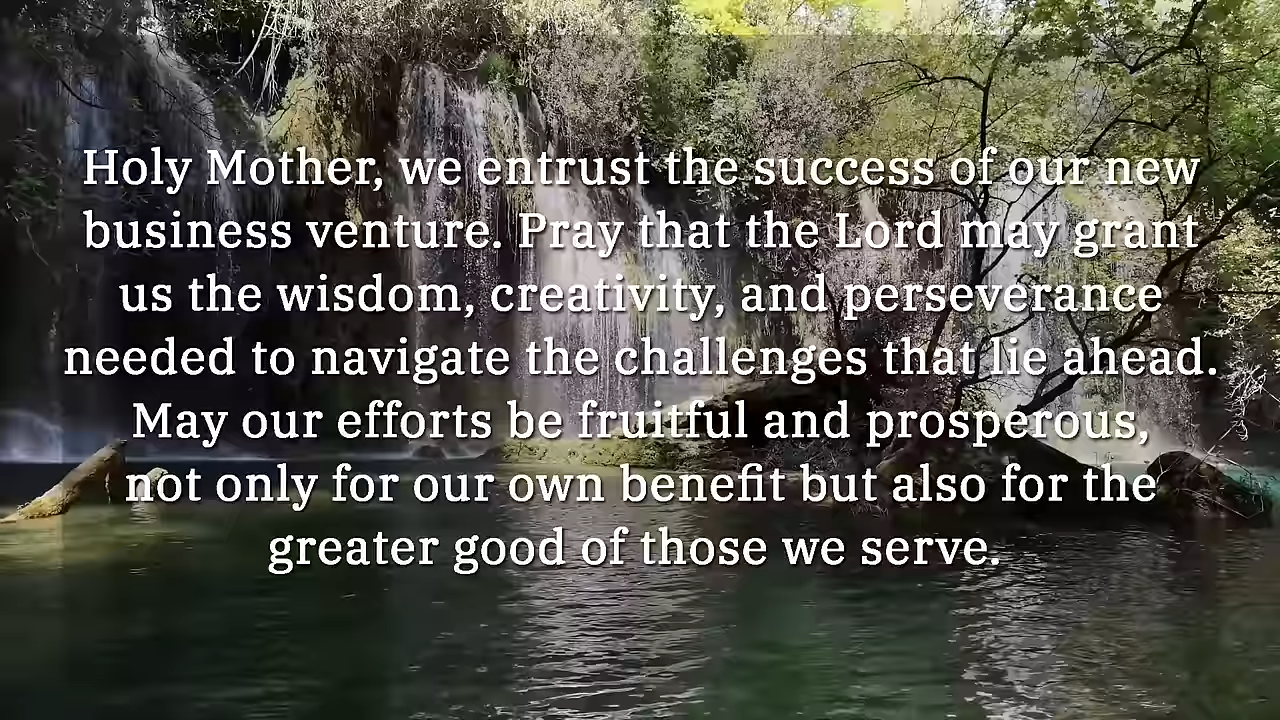 Holy Mother, we entrust the success of our new
business venture. Pray that the Lord may grant
us the wisdom, creativity, and perseverance
needed to navigate the challenges that lie ahead.
May our efforts be fruitful and prosperous,
not only for our own benefit but also for the
greater good of those we serve.